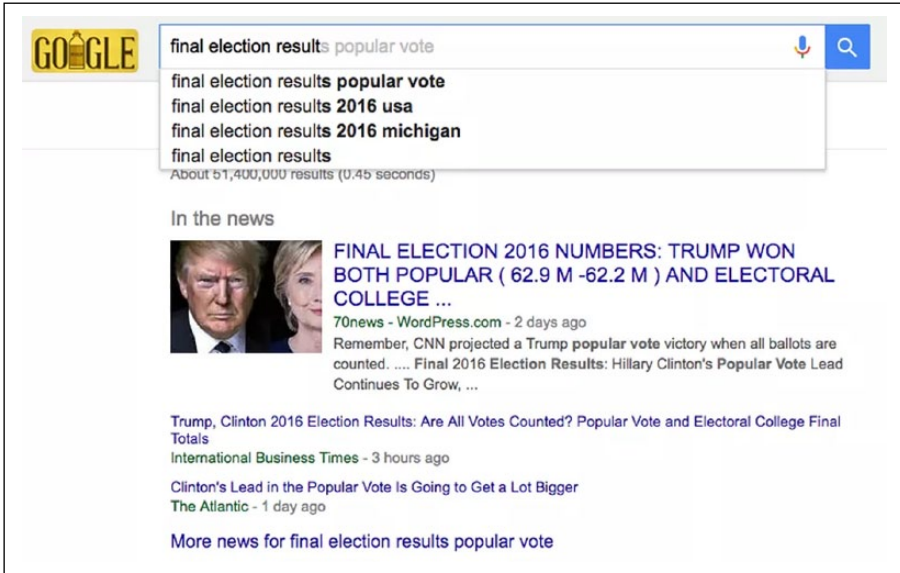 GOOGLE
final election results popular vote
final election results popular vote
final election results 2016 usa
final election results 2016 michigan
final election results
About 51,400,000 results (0.45 seconds)
In the news
FINAL ELECTION 2016 NUMBERS: TRUMP WON
BOTH POPULAR ( 62.9 M -62.2 M ) AND ELECTORAL
COLLEGE ...
70news - WordPress.com - 2 days ago
Remember, CNN projected a Trump popular vote victory when all ballots are
counted. .... Final 2016 Election Results: Hillary Clinton's Popular Vote Lead
Continues To Grow, ...
Trump, Clinton 2016 Election Results: Are All Votes Counted? Popular Vote and Electoral College Final
Totals
International Business Times - 3 hours ago
Clinton's Lead in the Popular Vote Is Going to Get a Lot Bigger
The Atlantic - 1 day ago
More news for final election results popular vote